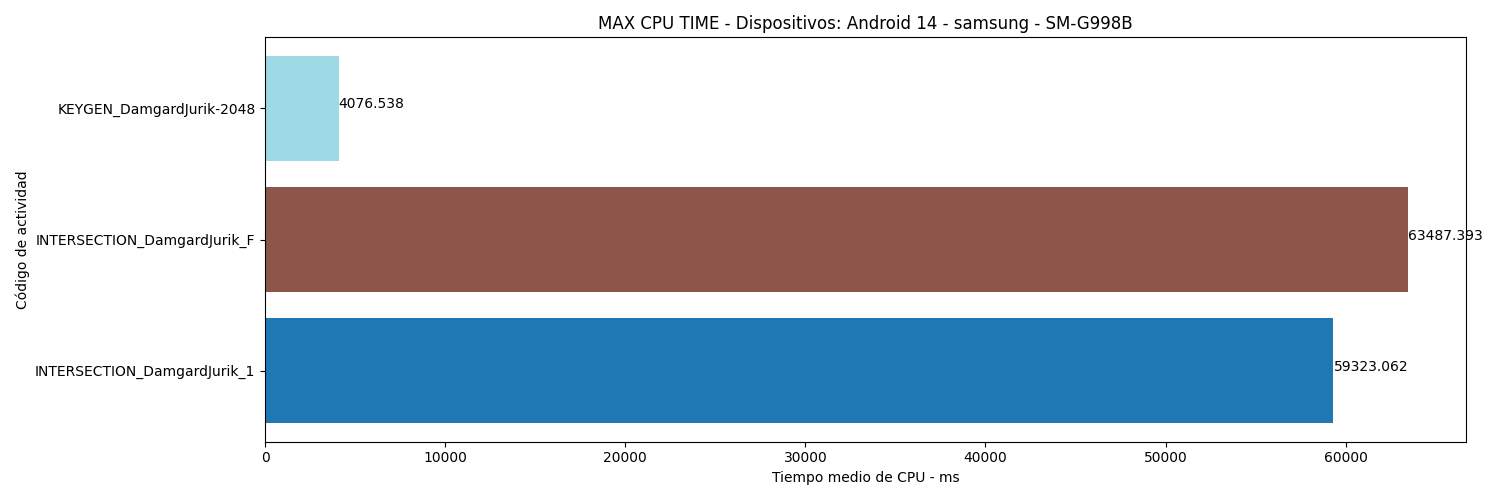 MAX CPU TIME - Dispositivos: Android 14 - samsung - SM-G998B
Código de actividad
KEYGEN_DamgardJurik-2048
4076.538
INTERSECTION_DamgardJurik_F
63487.393
INTERSECTION_DamgardJurik_1
59323.062
0 10000 20000 30000 40000 50000 60000
Tiempo medio de CPU - ms